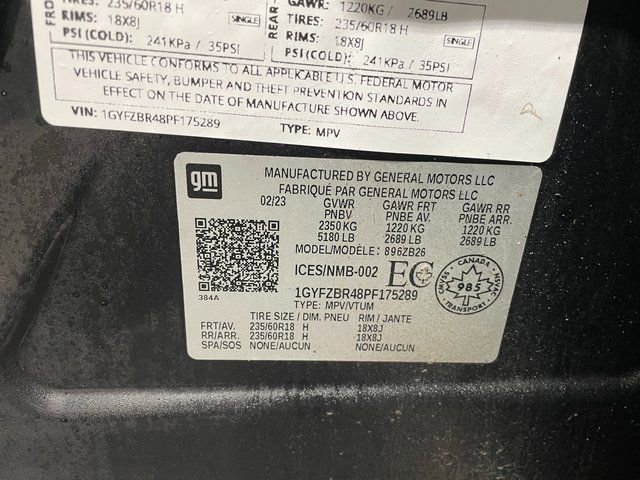 TIRES: 235/60R18 H
RIMS: 18X8J
SINGLE
PSI(COLD): 241KPa / 35PSI
GAWR: 1220KG / 2689LB
TIRES: 235/60R18 H
RIMS: 18X8J
SINGLE
PSI(COLD): 241KPa / 35PSI
THIS VEHICLE CONFORMS TO ALL APPLICABLE U.S. FEDERAL MOTOR
VEHICLE SAFETY, BUMPER AND THEFT PREVENTION STANDARDS IN
EFFECT ON THE DATE OF MANUFACTURE SHOWN ABOVE.
VIN: 1GYFZBR48PF175289 TYPE: MPV
gm
MANUFACTURED BY GENERAL MOTORS LLC
FABRIQUÉ PAR GENERAL MOTORS LLC
02/23 GVWR GAWR FRT GAWR RR
PNBV PNBE AV. PNBE ARR.
2350 KG 1220 KG 1220 KG
5180 LB 2689 LB 2689 LB
MODEL/MODÈLE: 896ZB26
ICES/NMB-002 EC
CANADA
985
TRANSPORT
384A
1GYFZBR48PF175289
TYPE: MPV/VTUM
TIRE SIZE / DIM. PNEU RIM / JANTE
FRT/AV. 235/60R18 H 18X8J
RR/ARR. 235/60R18 H 18X8J
SPA/SOS NONE/AUCUN NONE/AUCUN